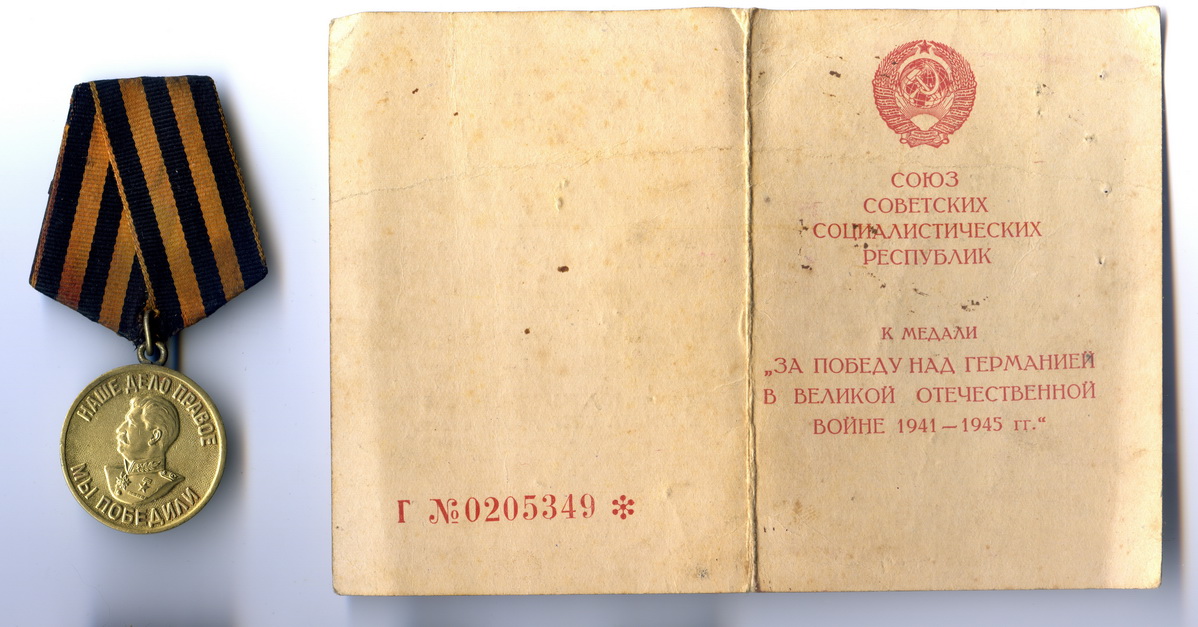 НАШЕ ДЕЛО ПРАВОЕ
МЫ ПОБЕДИЛИ
Г №0205349 ✻
СОЮЗ
СОВЕТСКИХ
СОЦИАЛИСТИЧЕСКИХ
РЕСПУБЛИК
К МЕДАЛИ
„ЗА ПОБЕДУ НАД ГЕРМАНИЕЙ
В ВЕЛИКОЙ ОТЕЧЕСТВЕННОЙ
ВОЙНЕ 1941—1945 гг.“